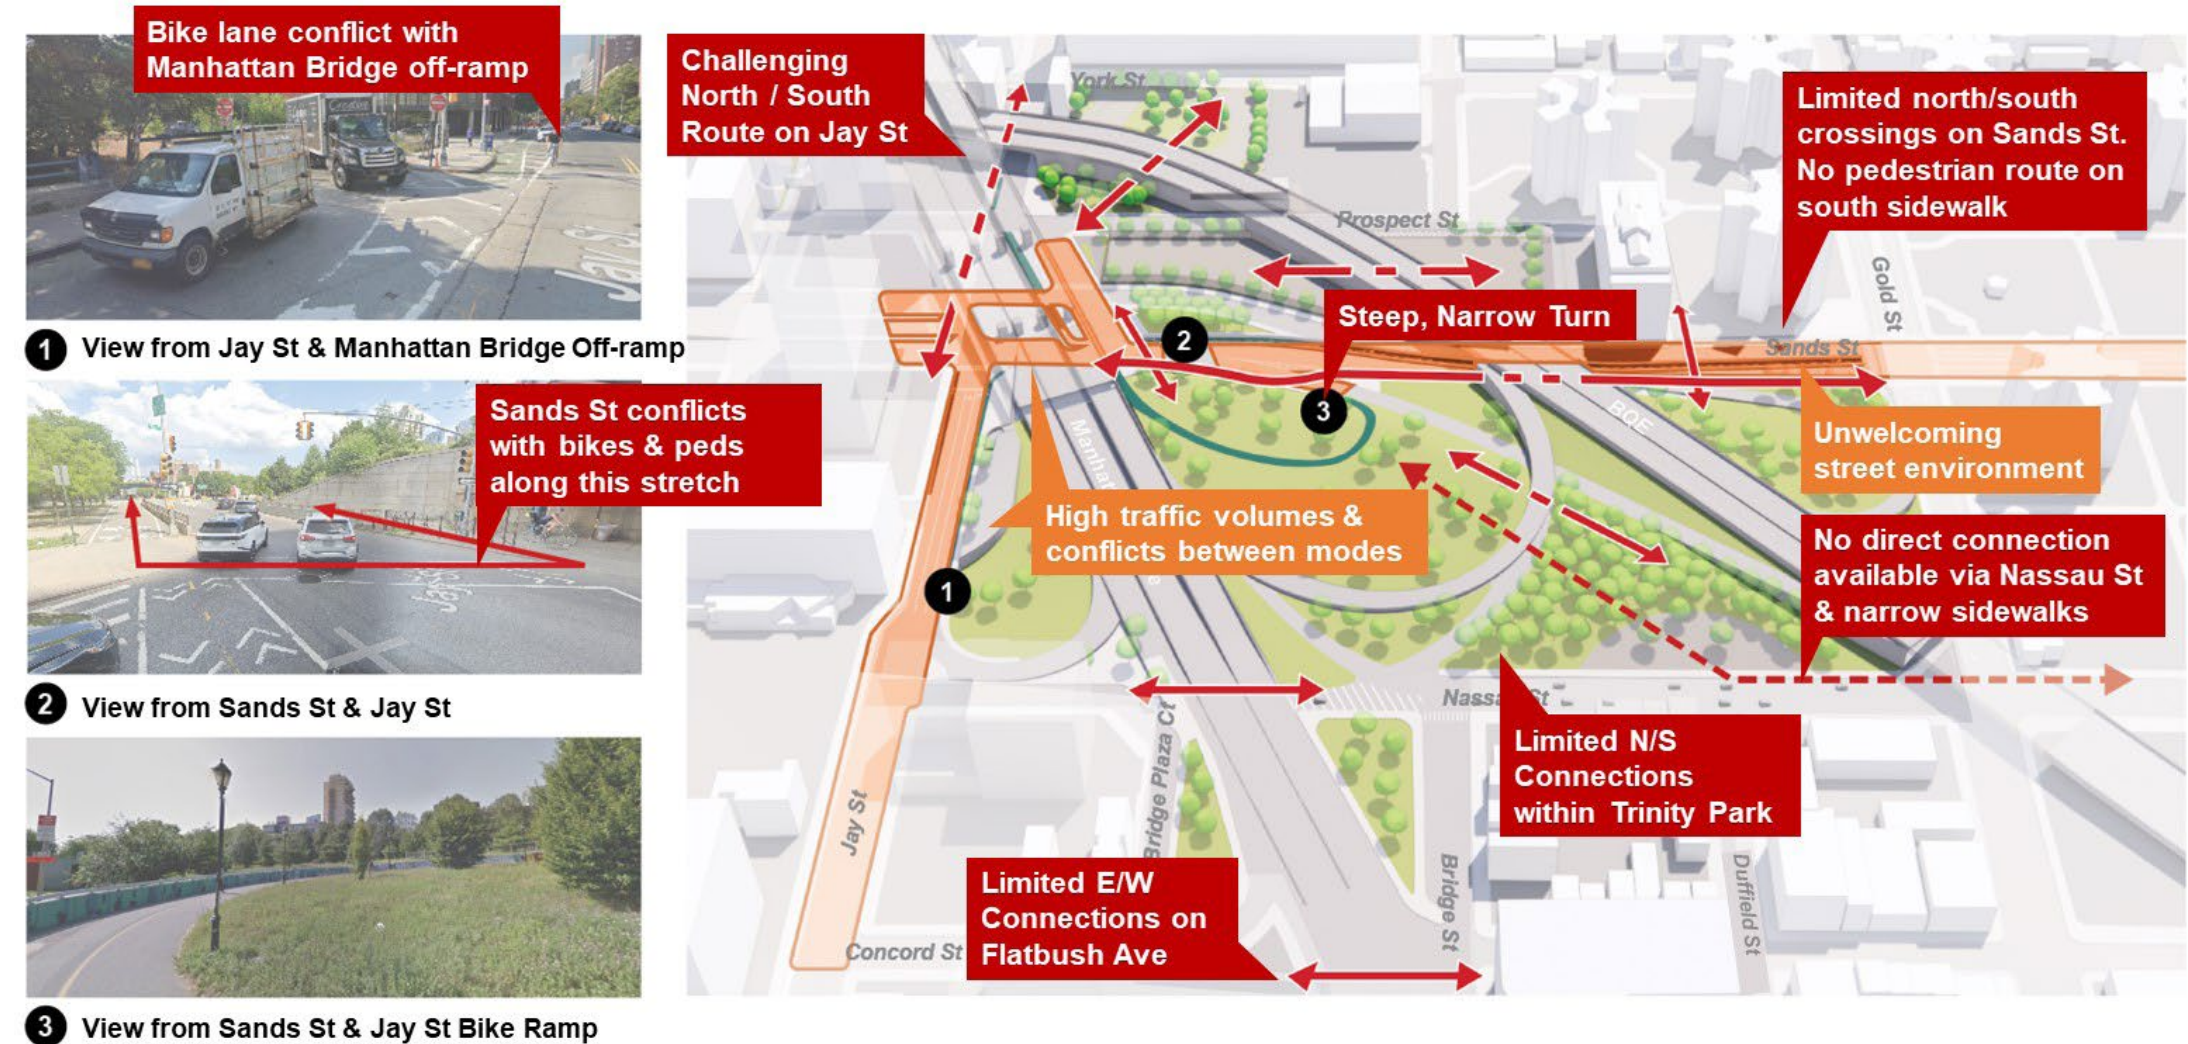 Bike lane conflict with
Manhattan Bridge off-ramp
Jay St
1 View from Jay St & Manhattan Bridge Off-ramp
Sands St conflicts
with bikes & peds
along this stretch
2 View from Sands St & Jay St
3 View from Sands St & Jay St Bike Ramp
Challenging
North / South
Route on Jay St
York St
Limited north/south
crossings on Sands St.
No pedestrian route on
south sidewalk
Prospect St
Gold St
Steep, Narrow Turn
2
Sands St
3
BQE
Unwelcoming
street environment
High traffic volumes &
conflicts between modes
No direct connection
available via Nassau St
& narrow sidewalks
1
Limited N/S
Connections
within Trinity Park
Jay St
Bridge Plaza Ct
Limited E/W
Connections on
Flatbush Ave
Concord St
Bridge St
Duffield St